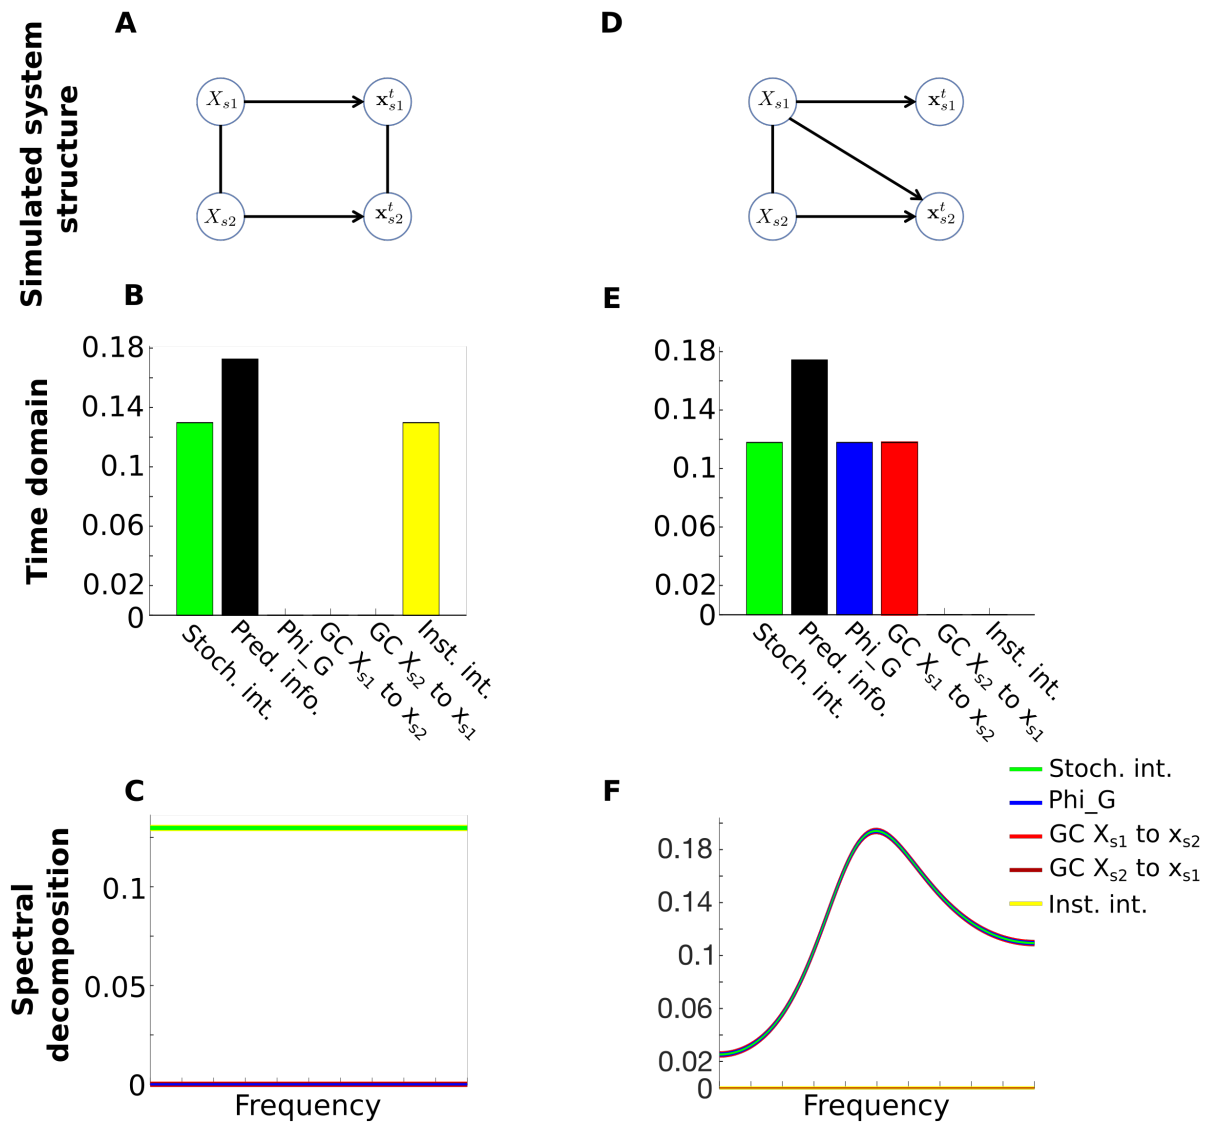 A
D
Simulated system
structure
X_{s1}
x^t_{s1}
X_{s2}
x^t_{s2}
X_{s1}
x^t_{s1}
X_{s2}
x^t_{s2}
B
E
Time domain
0.18
0.14
0.1
0.06
0.02
0
Stoch. int.
Pred. info.
Phi_G
GC X_{s1} to x_{s2}
GC X_{s2} to x_{s1}
Inst. int.
0.18
0.14
0.1
0.06
0.02
0
Stoch. int.
Pred. info.
Phi_G
GC X_{s1} to x_{s2}
GC X_{s2} to x_{s1}
Inst. int.
C
F
Stoch. int.
Phi_G
GC X_{s1} to x_{s2}
GC X_{s2} to x_{s1}
Inst. int.
Spectral
decomposition
0.1
0.05
0
Frequency
0.18
0.14
0.1
0.06
0.02
0
Frequency